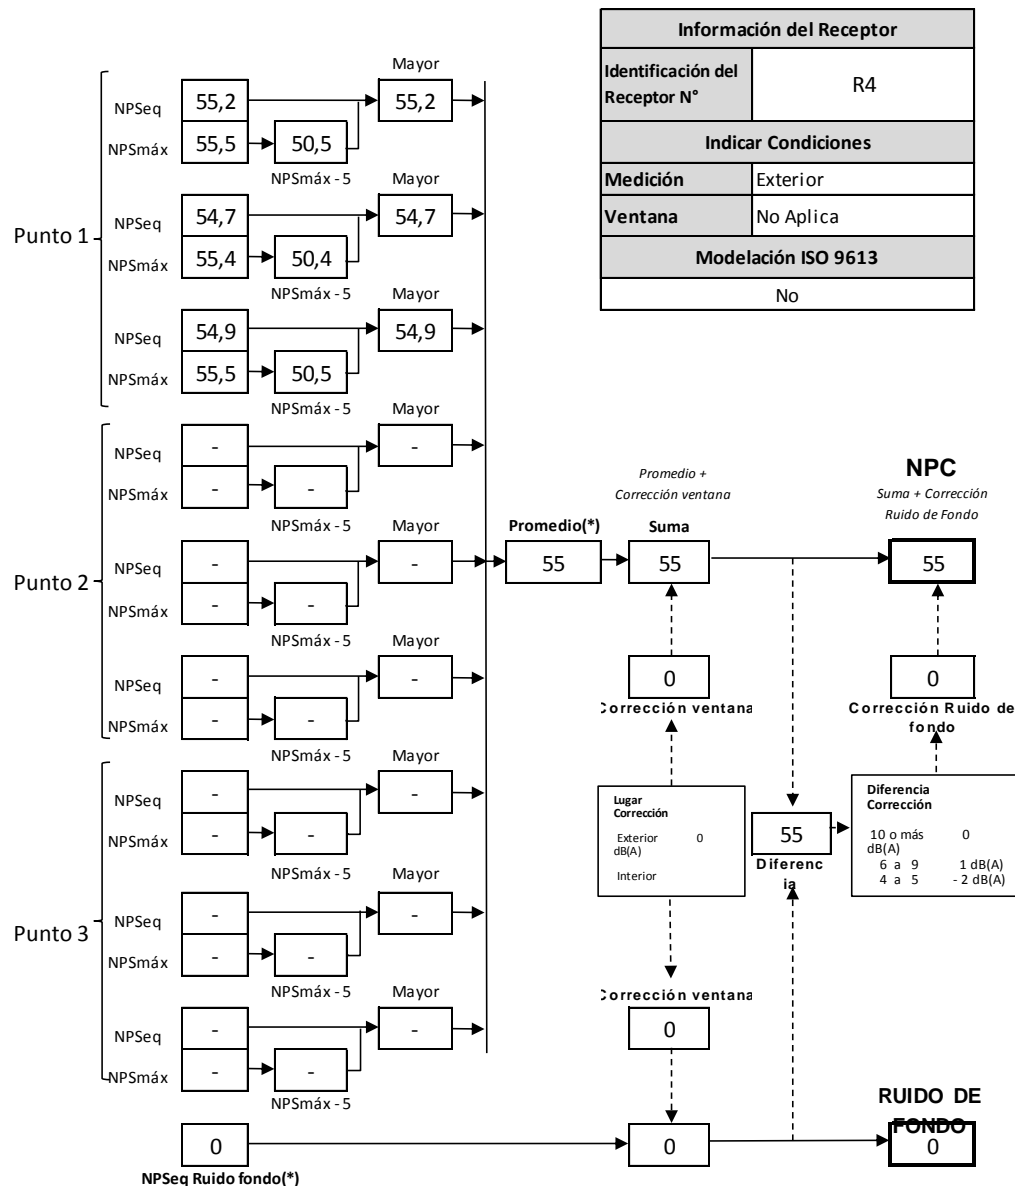 Información del Receptor
Identificación del
Receptor N°
R4
Indicar Condiciones
Medición
Exterior
Ventana
No Aplica
Modelación ISO 9613
No
Punto 1
Mayor
NPSeq
55,2
55,2
NPSmáx
55,5
50,5
NPSmáx - 5
Mayor
NPSeq
54,7
54,7
NPSmáx
55,4
50,4
NPSmáx - 5
Mayor
NPSeq
54,9
54,9
NPSmáx
55,5
50,5
NPSmáx - 5
Punto 2
Mayor
NPSeq
-
-
NPSmáx
-
-
NPSmáx - 5
Mayor
NPSeq
-
-
NPSmáx
-
-
NPSmáx - 5
Mayor
NPSeq
-
-
NPSmáx
-
-
NPSmáx - 5
Punto 3
Mayor
NPSeq
-
-
NPSmáx
-
-
NPSmáx - 5
Mayor
NPSeq
-
-
NPSmáx
-
-
NPSmáx - 5
Mayor
NPSeq
-
-
NPSmáx
-
-
NPSmáx - 5
Promedio(*)
55
Promedio +
Corrección ventana
Suma
55
NPC
Suma + Corrección
Ruido de Fondo
55
0
Corrección ventana
0
Corrección Ruido de
fondo
Lugar
Corrección
Exterior 0
dB(A)
Interior
55
Diferenc
ia
Diferencia
Corrección
10 o más 0
dB(A)
6 a 9 1 dB(A)
4 a 5 - 2 dB(A)
Corrección ventana
0
RUIDO DE
FONDO
0
0
0
NPSeq Ruido fondo(*)